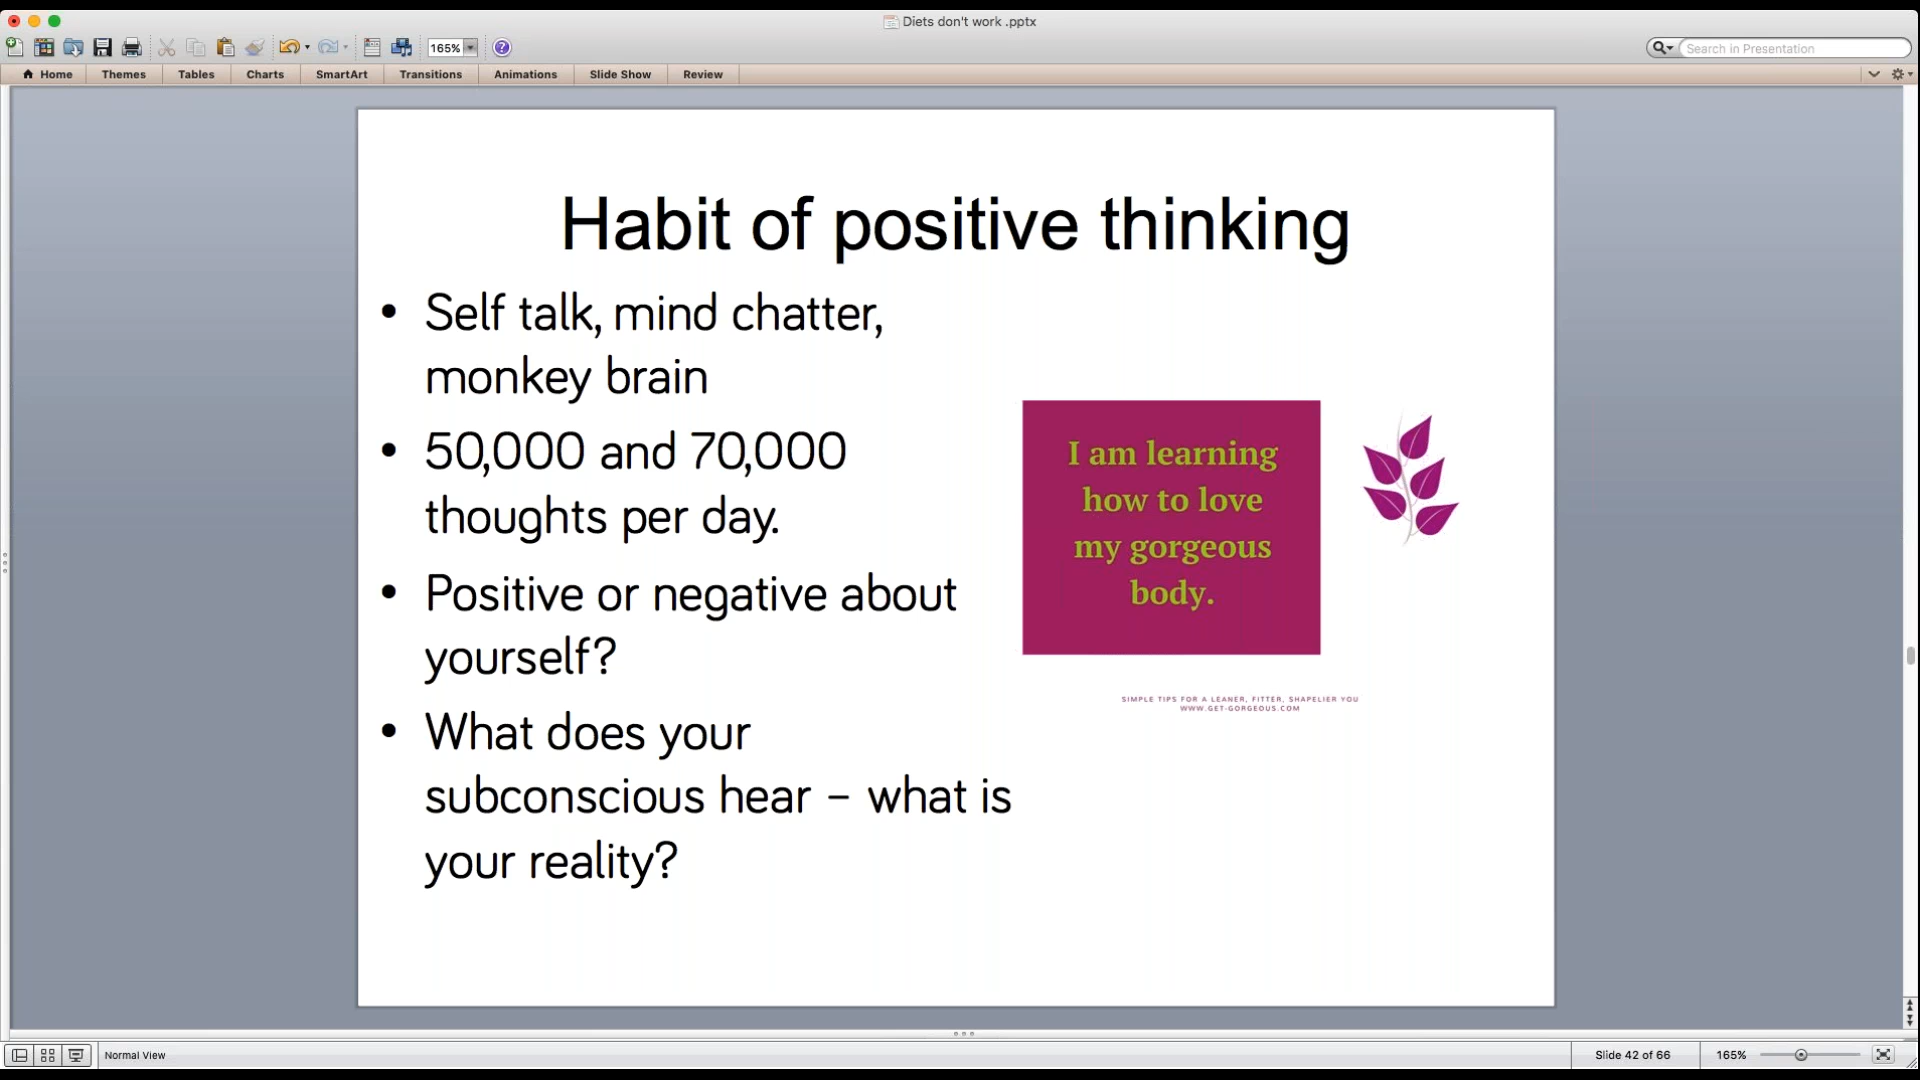 Diets don't work .pptx
165%
Search in Presentation
Home Themes Tables Charts SmartArt Transitions Animations Slide Show Review
Habit of positive thinking
• Self talk, mind chatter,
monkey brain
• 50,000 and 70,000
thoughts per day.
• Positive or negative about
yourself?
• What does your
subconscious hear – what is
your reality?
I am learning
how to love
my gorgeous
body.
SIMPLE TIPS FOR A LEANER, FITTER, SHAPELIER YOU
WWW.GET-GORGEOUS.COM
Normal View
Slide 42 of 66
165%